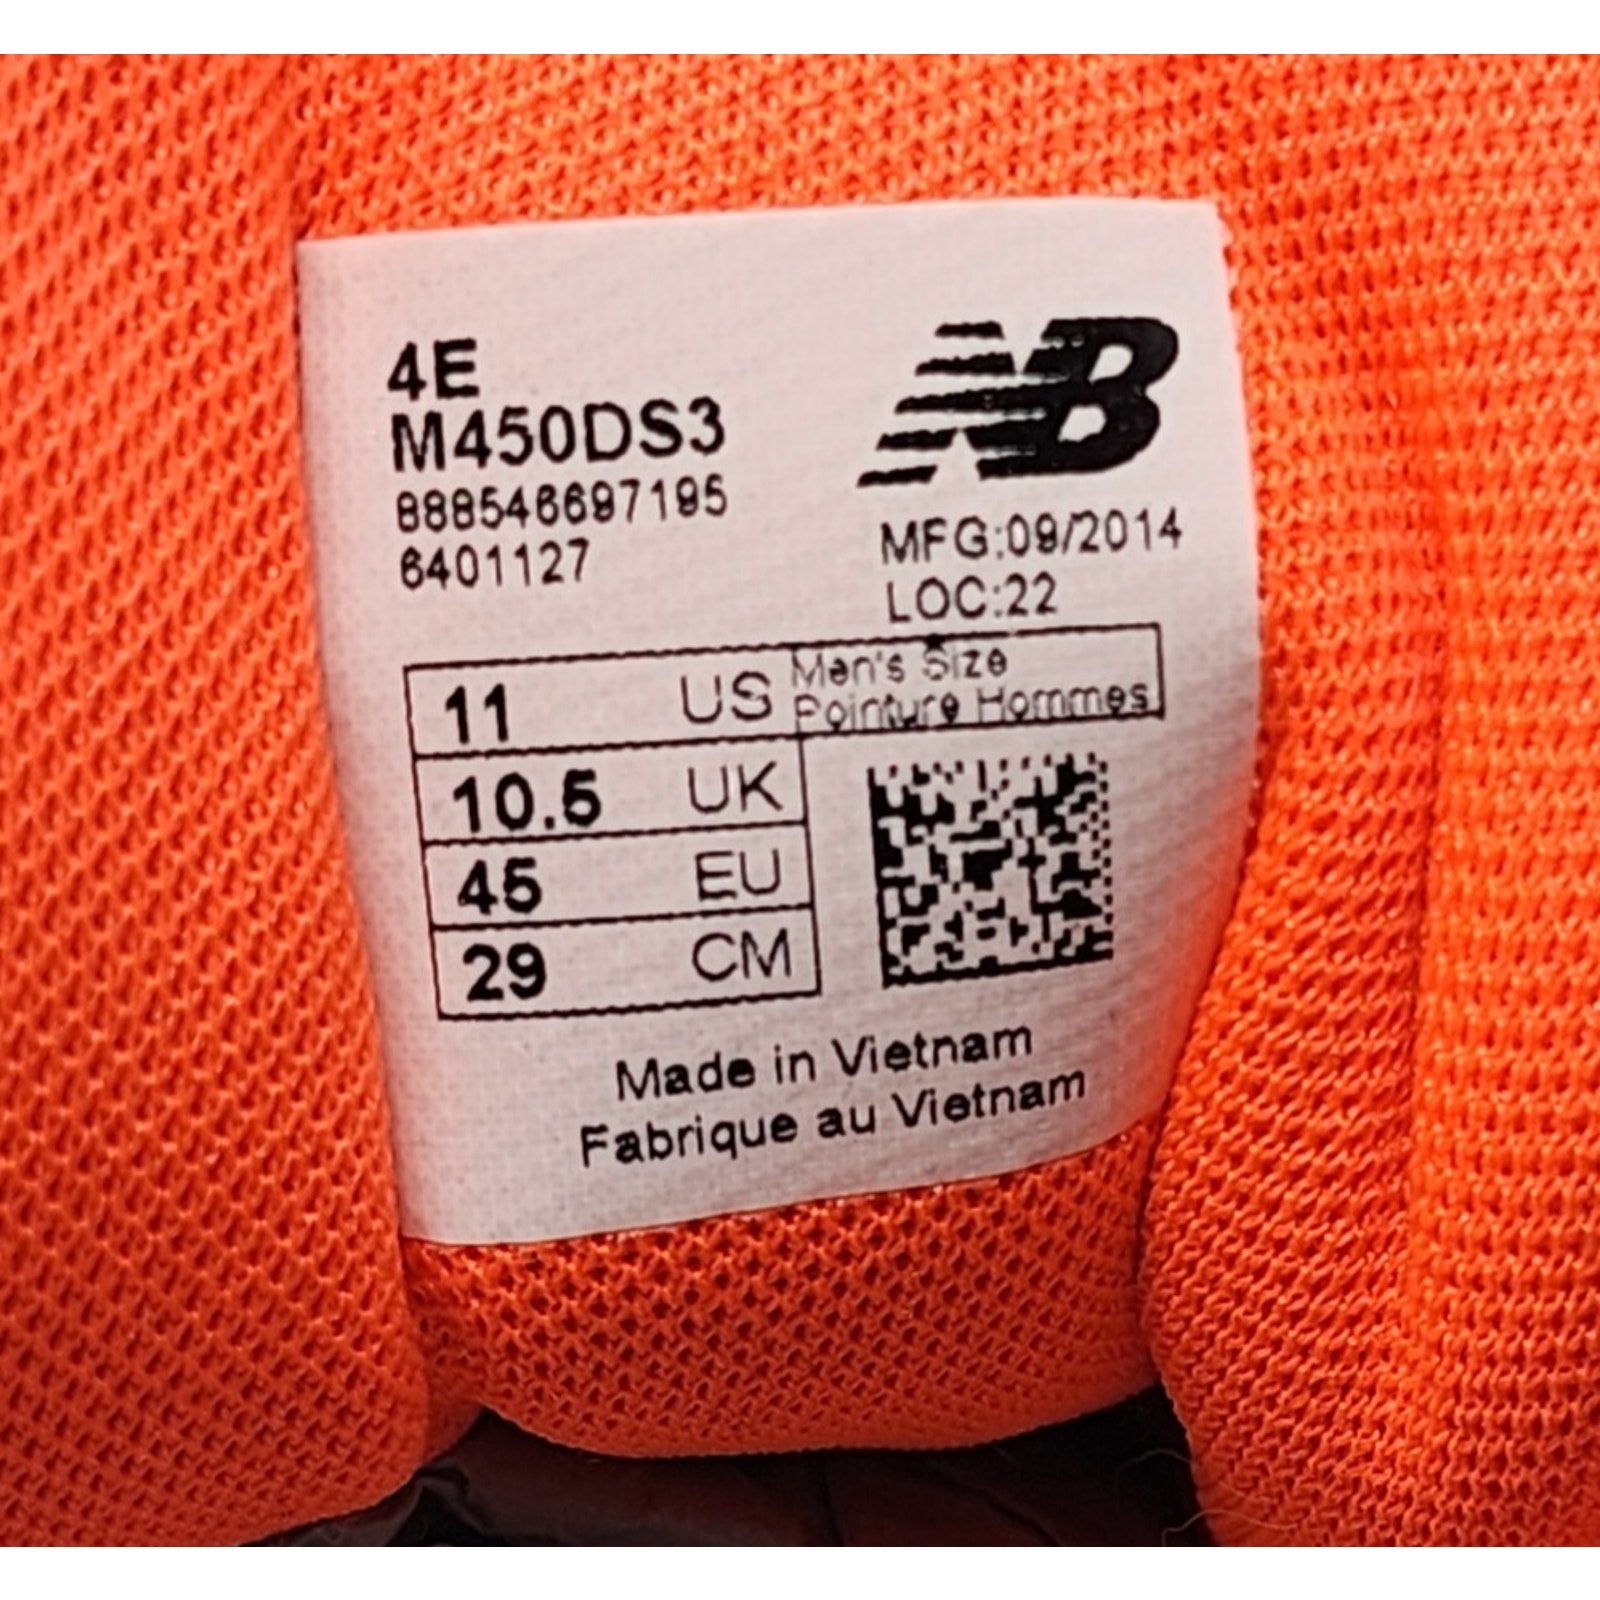 4E
M450DS3
888546697195
6401127
NB
MFG:09/2014
LOC:22
11 US Men's Size
Pointure Hommes
10.5 UK
45 EU
29 CM
Made in Vietnam
Fabrique au Vietnam